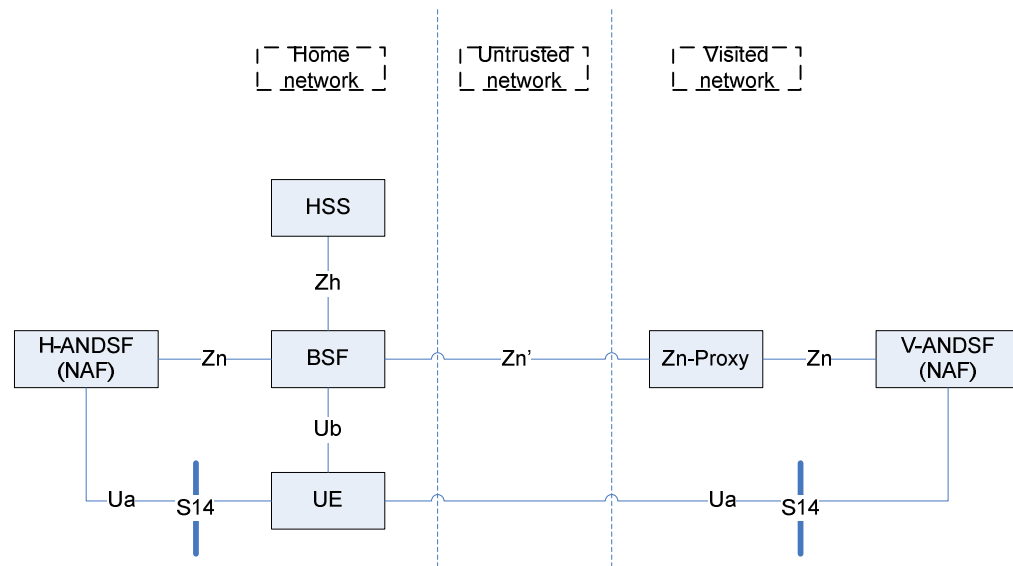 Home
network
Untrusted
network
Visited
network
HSS
Zh
H-ANDSF
(NAF)
Zn
BSF
Zn’
Zn-Proxy
Zn
V-ANDSF
(NAF)
Ub
Ua
S14
UE
Ua
S14